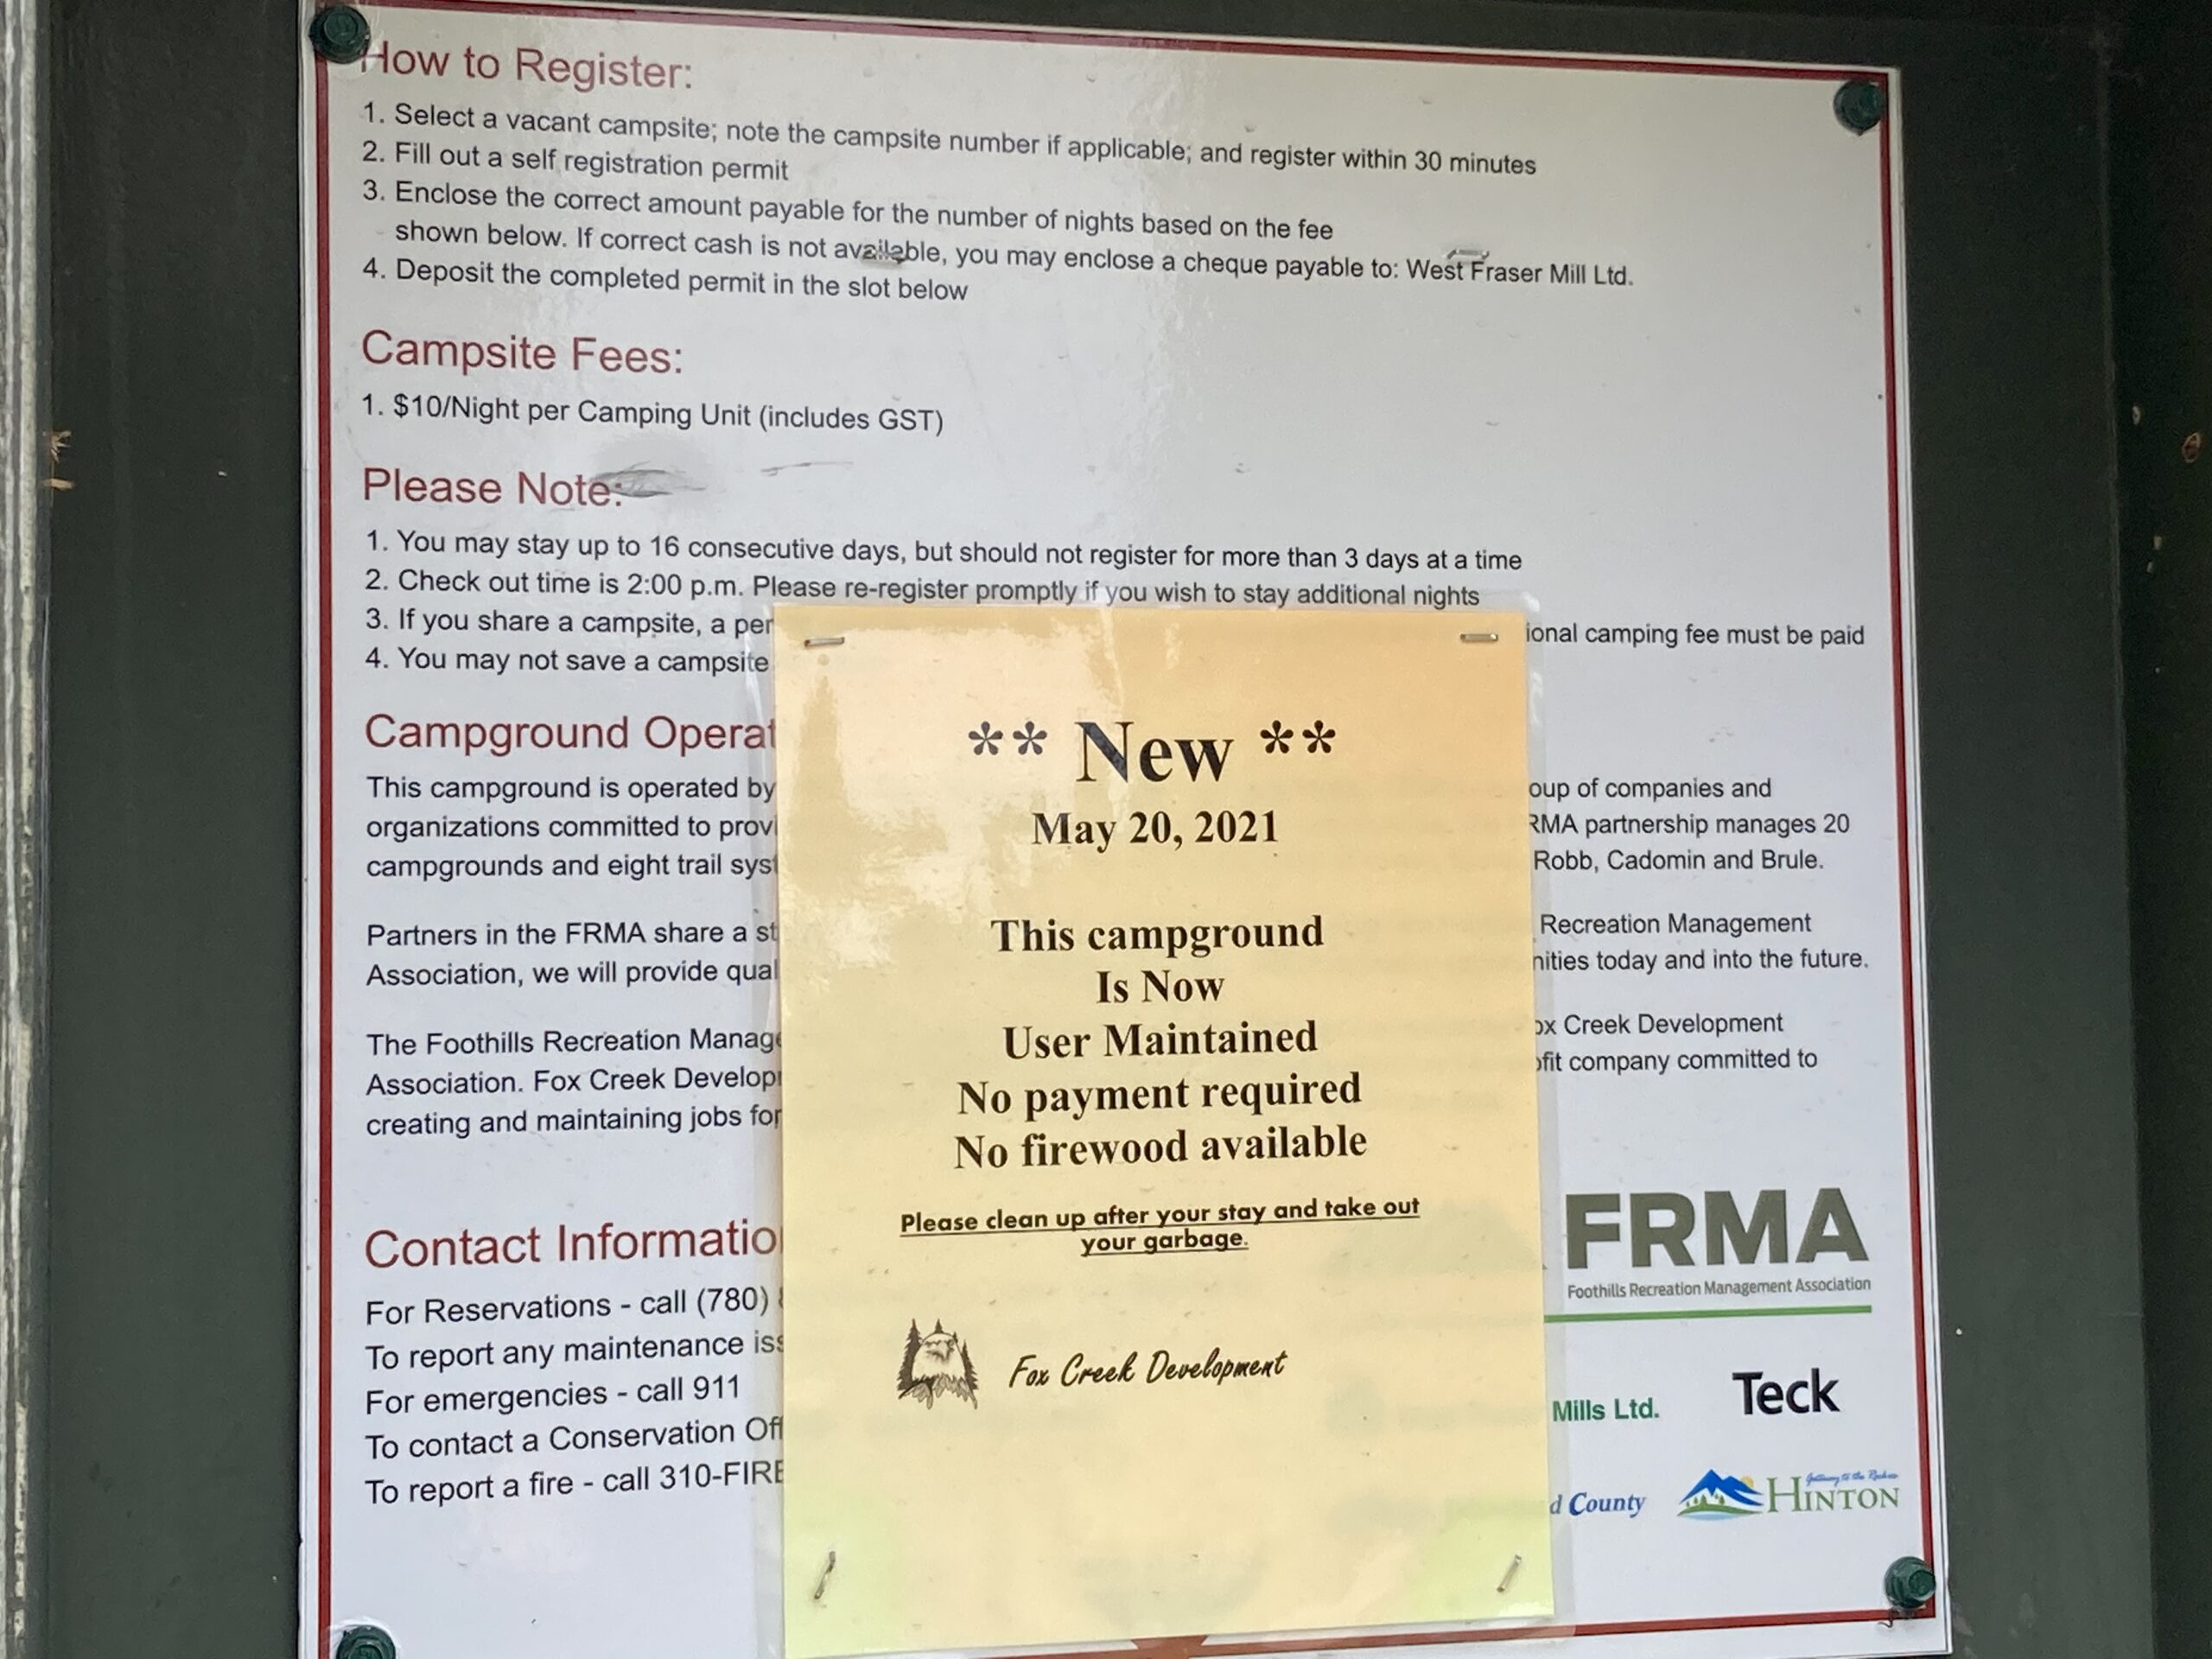 How to Register:
1. Select a vacant campsite; note the campsite number if applicable; and register within 30 minutes
2. Fill out a self registration permit
3. Enclose the correct amount payable for the number of nights based on the fee
shown below. If correct cash is not available, you may enclose a cheque payable to: West Fraser Mill Ltd.
4. Deposit the completed permit in the slot below
Campsite Fees:
1. $10/Night per Camping Unit (includes GST)
Please Note:
1. You may stay up to 16 consecutive days, but should not register for more than 3 days at a time
2. Check out time is 2:00 p.m. Please re-register promptly if you wish to stay additional nights
3. If you share a campsite, a per
ional camping fee must be paid
4. You may not save a campsite
Campground Operat
This campground is operated by
oup of companies and
organizations committed to provi
RMA partnership manages 20
campgrounds and eight trail syst
Robb, Cadomin and Brule.
Partners in the FRMA share a st
Recreation Management
Association, we will provide qual
nities today and into the future.
The Foothills Recreation Manage
ox Creek Development
Association. Fox Creek Develop
ofit company committed to
creating and maintaining jobs for
Contact Informatio
For Reservations - call (780)
To report any maintenance iss
For emergencies - call 911
To contact a Conservation Off
To report a fire - call 310-FIRE
** New **
May 20, 2021
This campground
Is Now
User Maintained
No payment required
No firewood available
Please clean up after your stay and take out
your garbage.
Fox Creek Development
FRMA
Foothills Recreation Management Association
Mills Ltd.
Teck
d County
Gateway to the Rockies
HINTON